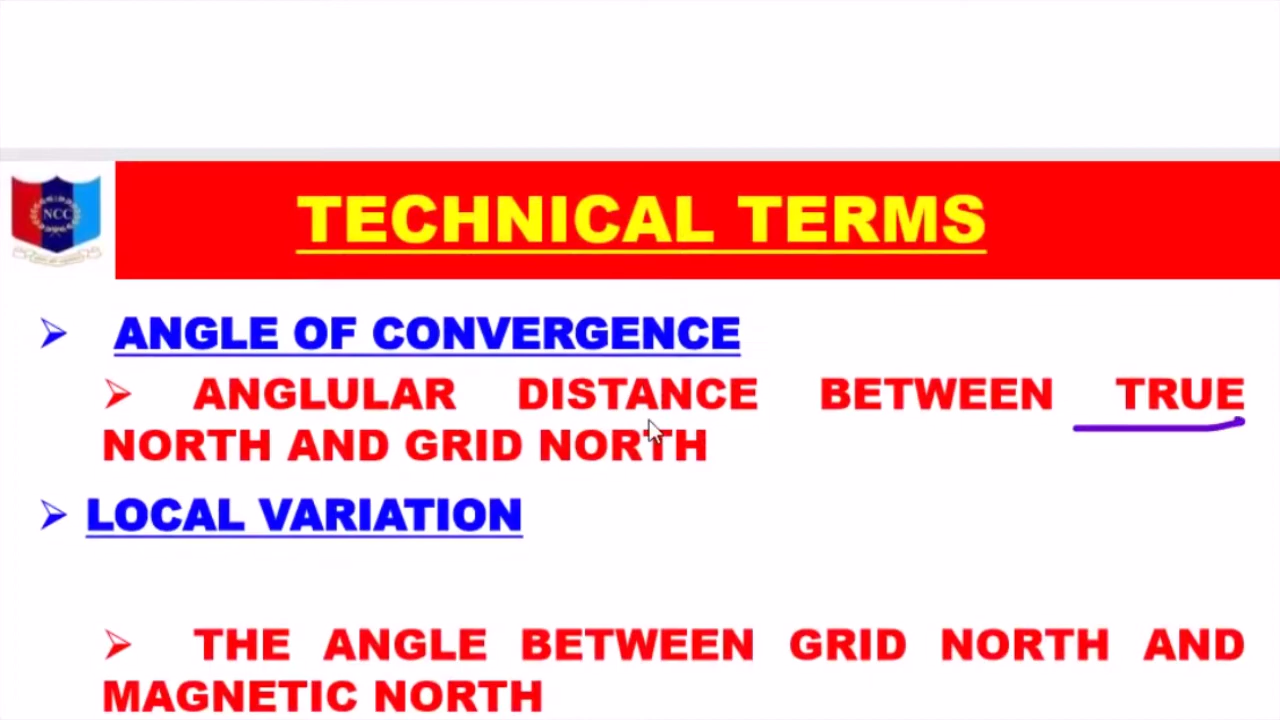 NCC
TECHNICAL TERMS
ANGLE OF CONVERGENCE
ANGLULAR DISTANCE BETWEEN TRUE
NORTH AND GRID NORTH
LOCAL VARIATION
THE ANGLE BETWEEN GRID NORTH AND
MAGNETIC NORTH